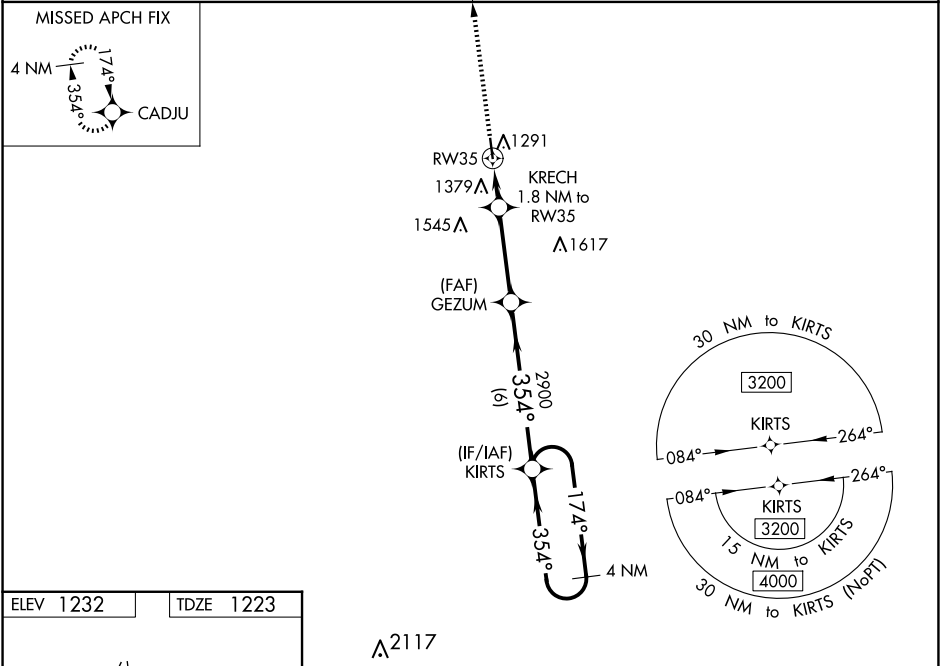 MISSED APCH FIX
4 NM
174°
354°
CADJU
1291
RW35
1379
KRECH
1.8 NM to
RW35
1545
1617
(FAF)
GEZUM
2900
354°
(6)
(IF/IAF)
KIRTS
174°
354°
4 NM
30 NM to KIRTS
3200
KIRTS
084°
264°
084°
264°
KIRTS
3200
15 NM to KIRTS
4000
30 NM to KIRTS (NoPT)
ELEV 1232
TDZE 1223
2117